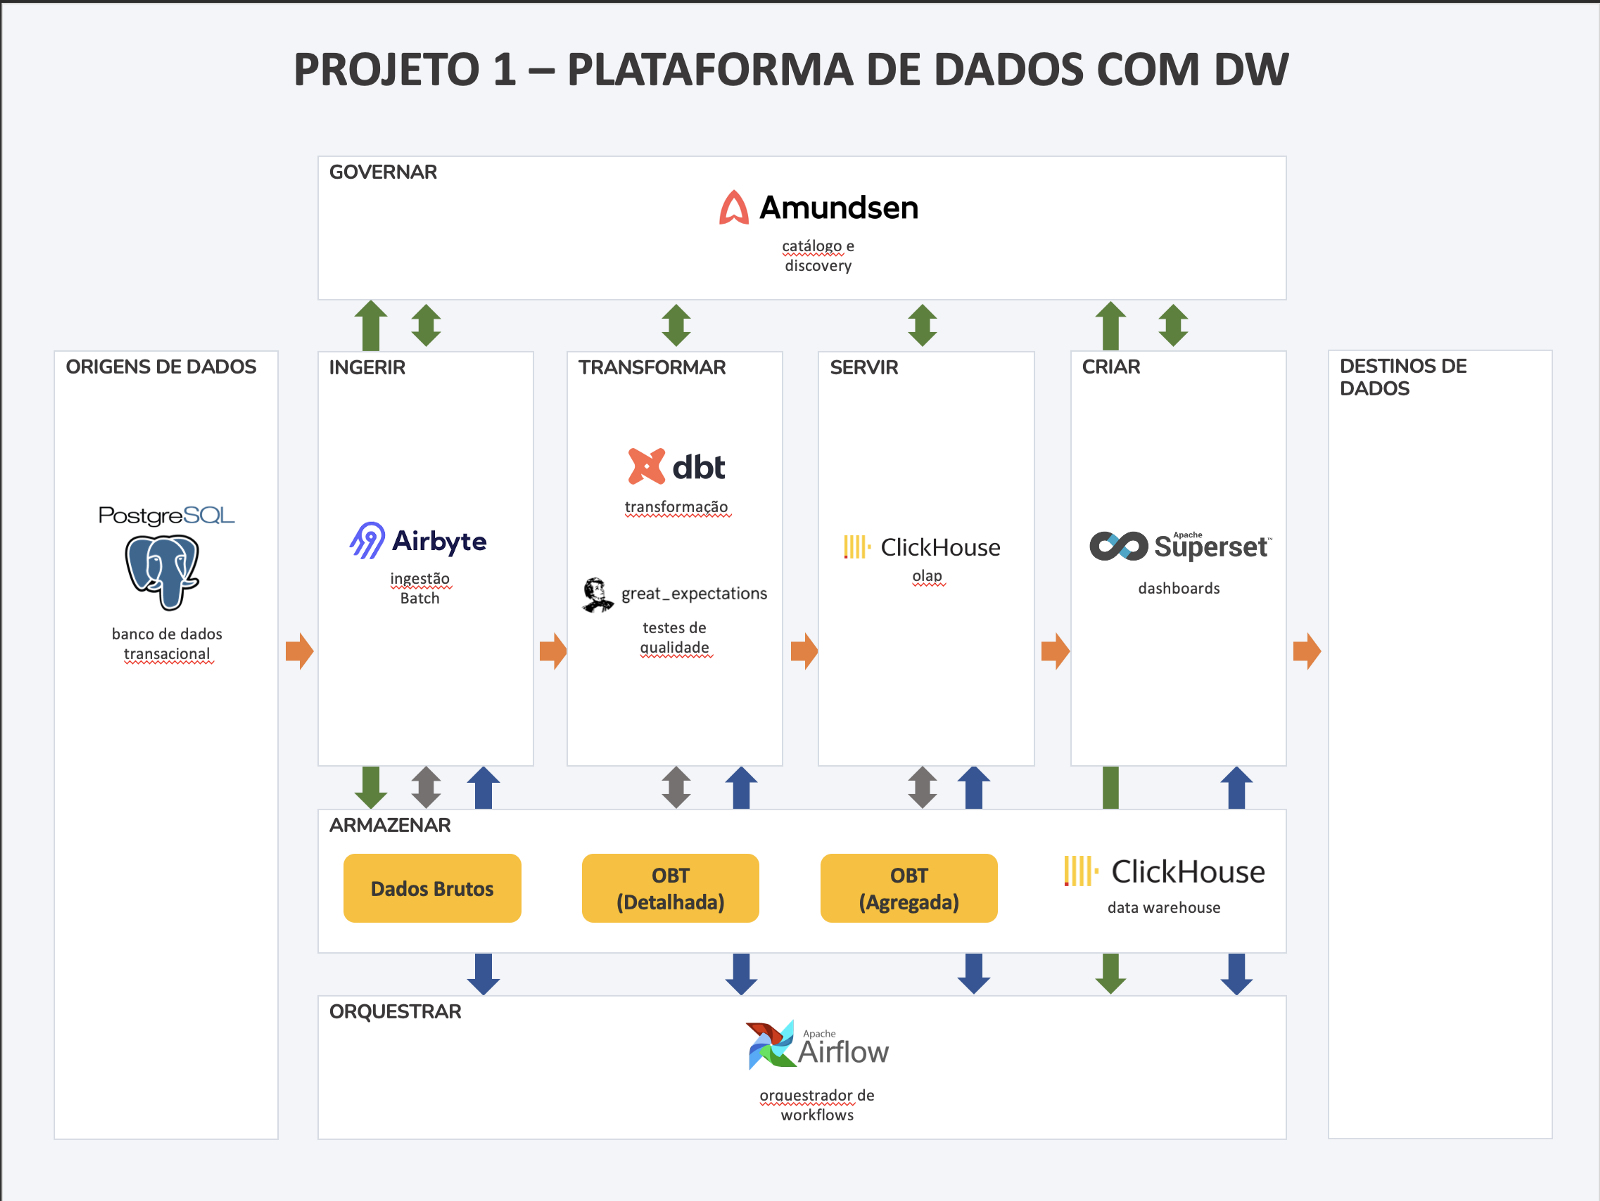 PROJETO 1 – PLATAFORMA DE DADOS COM DW
GOVERNAR
Amundsen
catálogo e
discovery
ORIGENS DE DADOS
PostgreSQL
banco de dados
transacional
INGERIR
Airbyte
ingestão
Batch
TRANSFORMAR
dbt
transformação
great_expectations
testes de
qualidade
SERVIR
ClickHouse
olap
CRIAR
Apache
Superset™
dashboards
DESTINOS DE
DADOS
ARMAZENAR
Dados Brutos
OBT
(Detalhada)
OBT
(Agregada)
ClickHouse
data warehouse
ORQUESTRAR
Apache
Airflow
orquestrador de
workflows